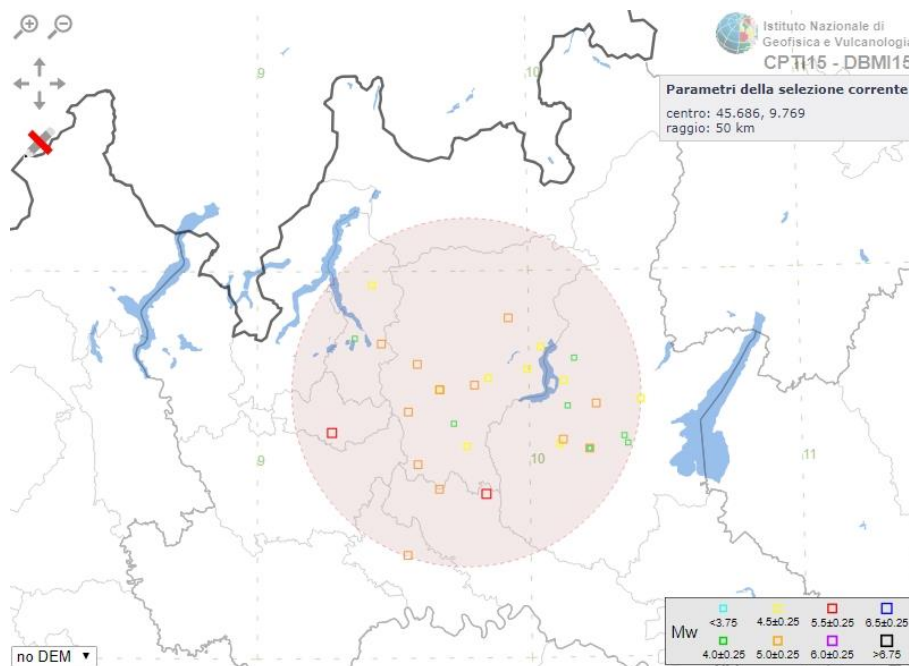 Istituto Nazionale di
Geofisica e Vulcanologia
CPTI15 - DBMI15
Parametri della selezione corrente
centro: 45.686, 9.769
raggio: 50 km
9
10
9
10
11
Mw
<3.75
4.5±0.25
5.5±0.25
6.5±0.25
4.0±0.25
5.0±0.25
6.0±0.25
>6.75
no DEM ▼